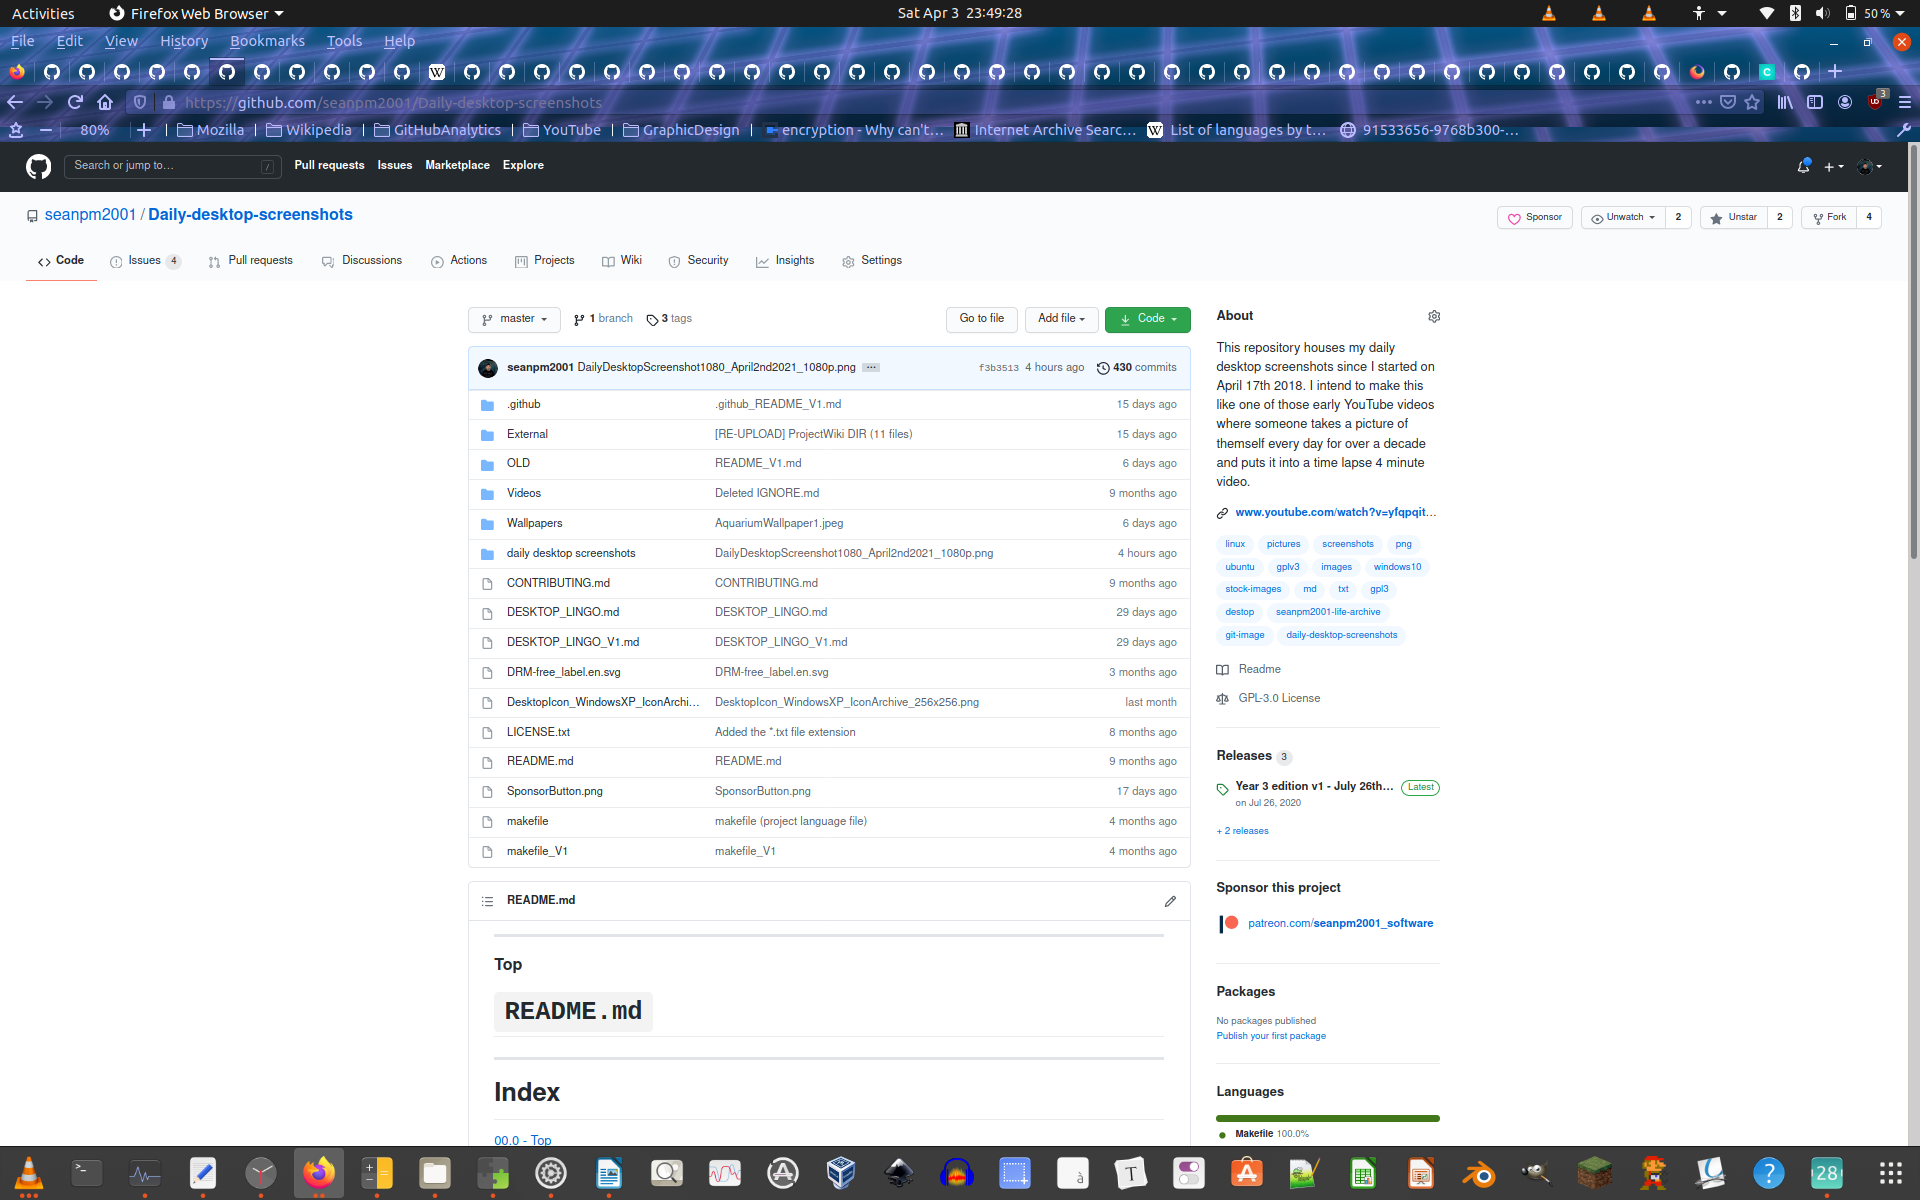 Activities Firefox Web Browser Sat Apr 3 23:49:28 50 %
File Edit View History Bookmarks Tools Help
https://github.com/seanpm2001/Daily-desktop-screenshots 3
80% Mozilla Wikipedia GitHubAnalytics YouTube GraphicDesign encryption - Why can't… Internet Archive Searc… List of languages by t… 91533656-9768b300-…
Search or jump to… / Pull requests Issues Marketplace Explore
seanpm2001 / Daily-desktop-screenshots Sponsor Unwatch 2 Unstar 2 Fork 4
Code Issues 4 Pull requests Discussions Actions Projects Wiki Security Insights Settings
master 1 branch 3 tags Go to file Add file Code
seanpm2001 DailyDesktopScreenshot1080_April2nd2021_1080p.png … f3b3513 4 hours ago 430 commits
.github .github_README_V1.md 15 days ago
External [RE-UPLOAD] ProjectWiki DIR (11 files) 15 days ago
OLD README_V1.md 6 days ago
Videos Deleted IGNORE.md 9 months ago
Wallpapers AquariumWallpaper1.jpeg 6 days ago
daily desktop screenshots DailyDesktopScreenshot1080_April2nd2021_1080p.png 4 hours ago
CONTRIBUTING.md CONTRIBUTING.md 9 months ago
DESKTOP_LINGO.md DESKTOP_LINGO.md 29 days ago
DESKTOP_LINGO_V1.md DESKTOP_LINGO_V1.md 29 days ago
DRM-free_label.en.svg DRM-free_label.en.svg 3 months ago
DesktopIcon_WindowsXP_IconArchi… DesktopIcon_WindowsXP_IconArchive_256x256.png last month
LICENSE.txt Added the *.txt file extension 8 months ago
README.md README.md 9 months ago
SponsorButton.png SponsorButton.png 17 days ago
makefile makefile (project language file) 4 months ago
makefile_V1 makefile_V1 4 months ago
README.md
Top
README.md
Index
00.0 - Top
About
This repository houses my daily
desktop screenshots since I started on
April 17th 2018. I intend to make this
like one of those early YouTube videos
where someone takes a picture of
themself every day for over a decade
and puts it into a time lapse 4 minute
video.
www.youtube.com/watch?v=yfqpqit…
linux pictures screenshots png
ubuntu gplv3 images windows10
stock-images md txt gpl3
destop seanpm2001-life-archive
git-image daily-desktop-screenshots
Readme
GPL-3.0 License
Releases 3
Year 3 edition v1 - July 26th… Latest
on Jul 26, 2020
+ 2 releases
Sponsor this project
patreon.com/seanpm2001_software
Packages
No packages published
Publish your first package
Languages
Makefile 100.0%
28